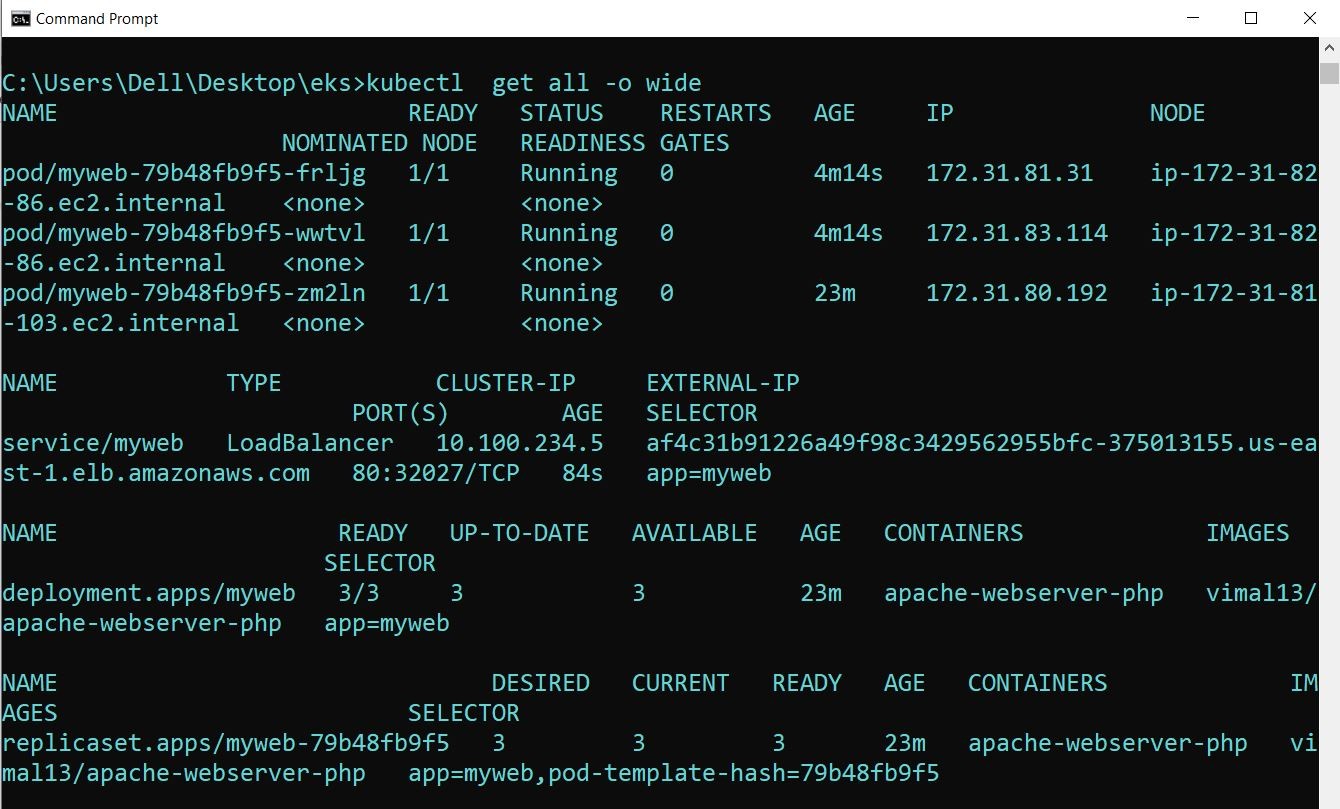 Command Prompt
C:\Users\Dell\Desktop\eks>kubectl  get all -o wide
NAME                         READY   STATUS    RESTARTS   AGE     IP              NODE
                    NOMINATED NODE   READINESS GATES
pod/myweb-79b48fb9f5-frljg   1/1     Running   0          4m14s   172.31.81.31    ip-172-31-82
-86.ec2.internal    <none>           <none>
pod/myweb-79b48fb9f5-wwtvl   1/1     Running   0          4m14s   172.31.83.114   ip-172-31-82
-86.ec2.internal    <none>           <none>
pod/myweb-79b48fb9f5-zm2ln   1/1     Running   0          23m     172.31.80.192   ip-172-31-81
-103.ec2.internal   <none>           <none>
NAME            TYPE           CLUSTER-IP     EXTERNAL-IP
                         PORT(S)        AGE   SELECTOR
service/myweb   LoadBalancer   10.100.234.5   af4c31b91226a49f98c3429562955bfc-375013155.us-ea
st-1.elb.amazonaws.com   80:32027/TCP   84s   app=myweb
NAME                    READY   UP-TO-DATE   AVAILABLE   AGE   CONTAINERS             IMAGES
                       SELECTOR
deployment.apps/myweb   3/3     3            3           23m   apache-webserver-php   vimal13/
apache-webserver-php   app=myweb
NAME                               DESIRED   CURRENT   READY   AGE   CONTAINERS             IM
AGES                         SELECTOR
replicaset.apps/myweb-79b48fb9f5   3         3         3       23m   apache-webserver-php   vi
mal13/apache-webserver-php   app=myweb,pod-template-hash=79b48fb9f5